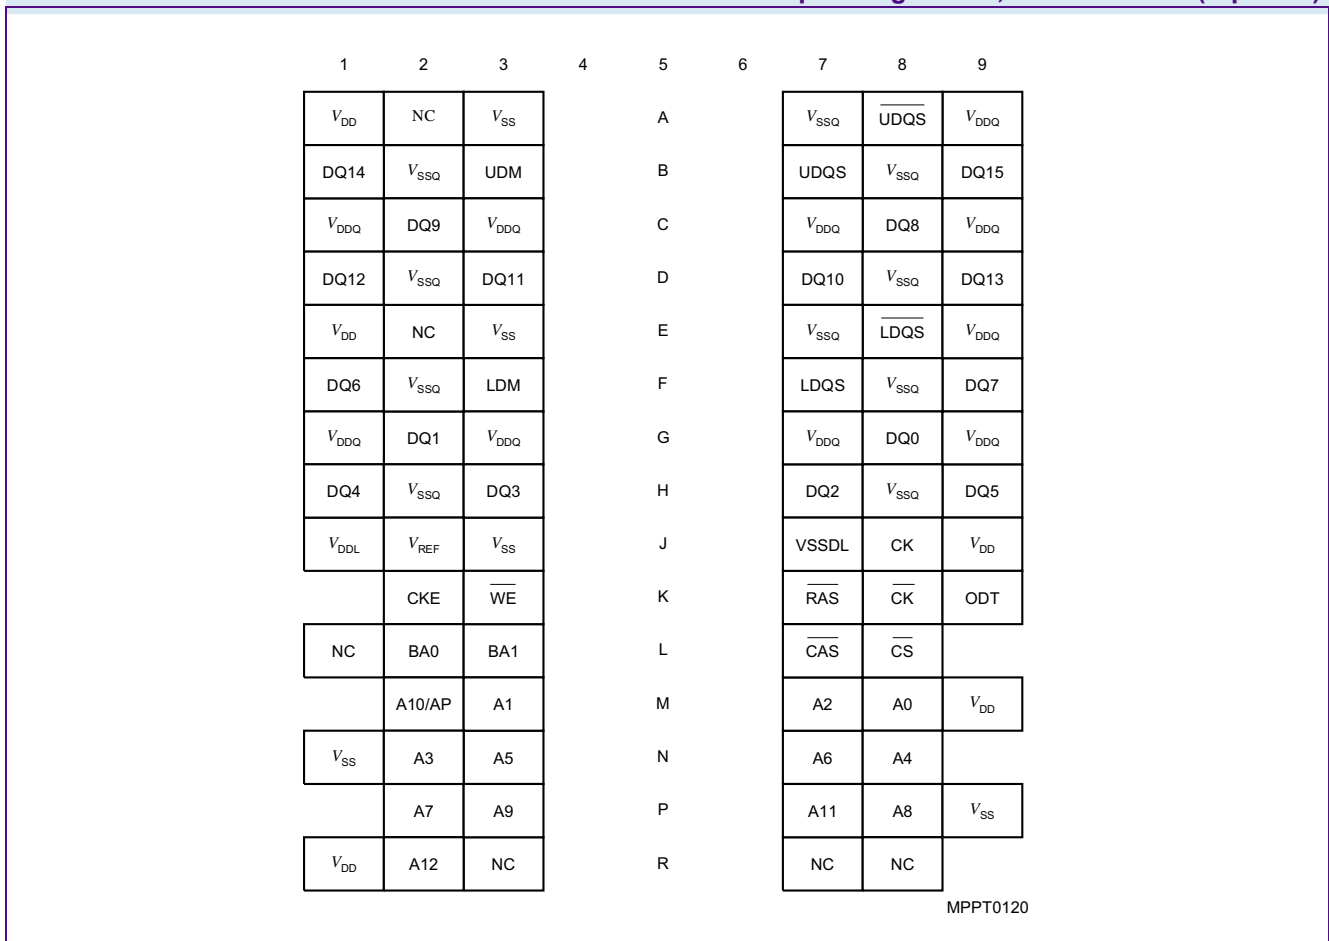 1 2 3 4 5 6 7 8 9
VDD NC VSS A VSSQ UDQS VDDQ
DQ14 VSSQ UDM B UDQS VSSQ DQ15
VDDQ DQ9 VDDQ C VDDQ DQ8 VDDQ
DQ12 VSSQ DQ11 D DQ10 VSSQ DQ13
VDD NC VSS E VSSQ LDQS VDDQ
DQ6 VSSQ LDM F LDQS VSSQ DQ7
VDDQ DQ1 VDDQ G VDDQ DQ0 VDDQ
DQ4 VSSQ DQ3 H DQ2 VSSQ DQ5
VDDL VREF VSS J VSSDL CK VDD
CKE WE K RAS CK ODT
NC BA0 BA1 L CAS CS
A10/AP A1 M A2 A0 VDD
VSS A3 A5 N A6 A4
A7 A9 P A11 A8 VSS
VDD A12 NC R NC NC
MPPT0120